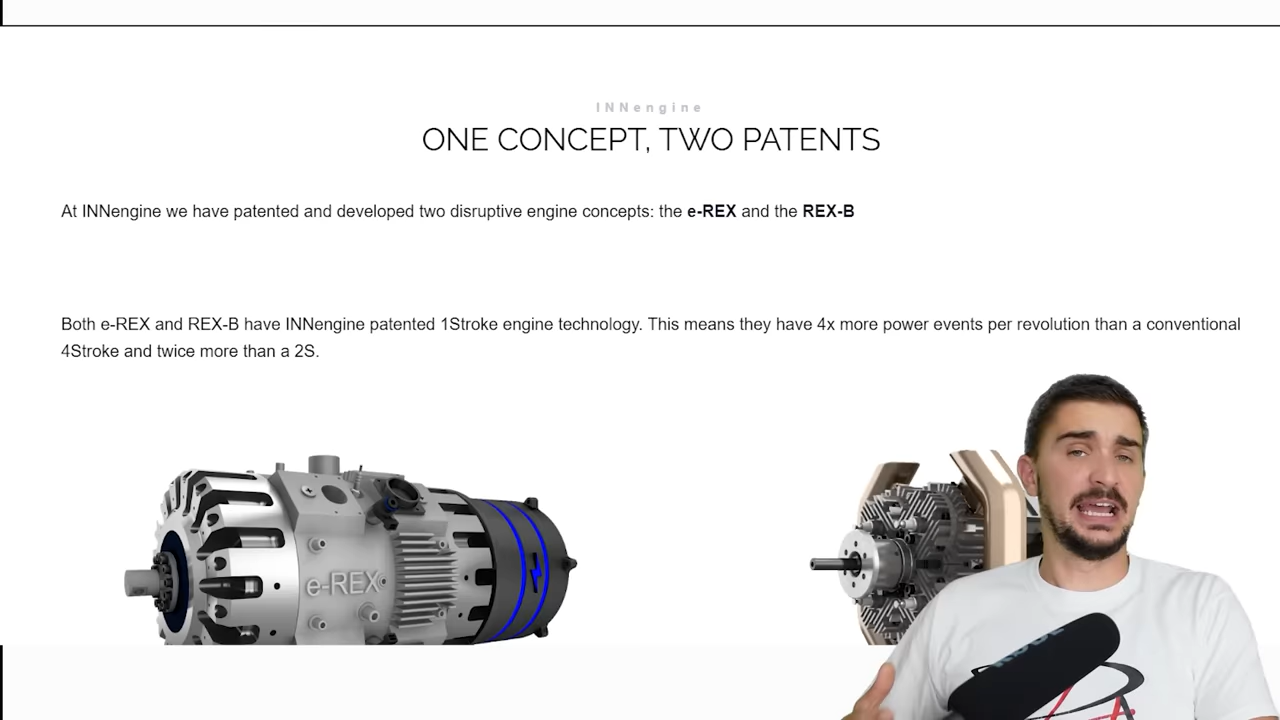 INNengine
ONE CONCEPT, TWO PATENTS
At INNengine we have patented and developed two disruptive engine concepts: the e-REX and the REX-B
Both e-REX and REX-B have INNengine patented 1Stroke engine technology. This means they have 4x more power events per revolution than a conventional
4Stroke and twice more than a 2S.
e-REX